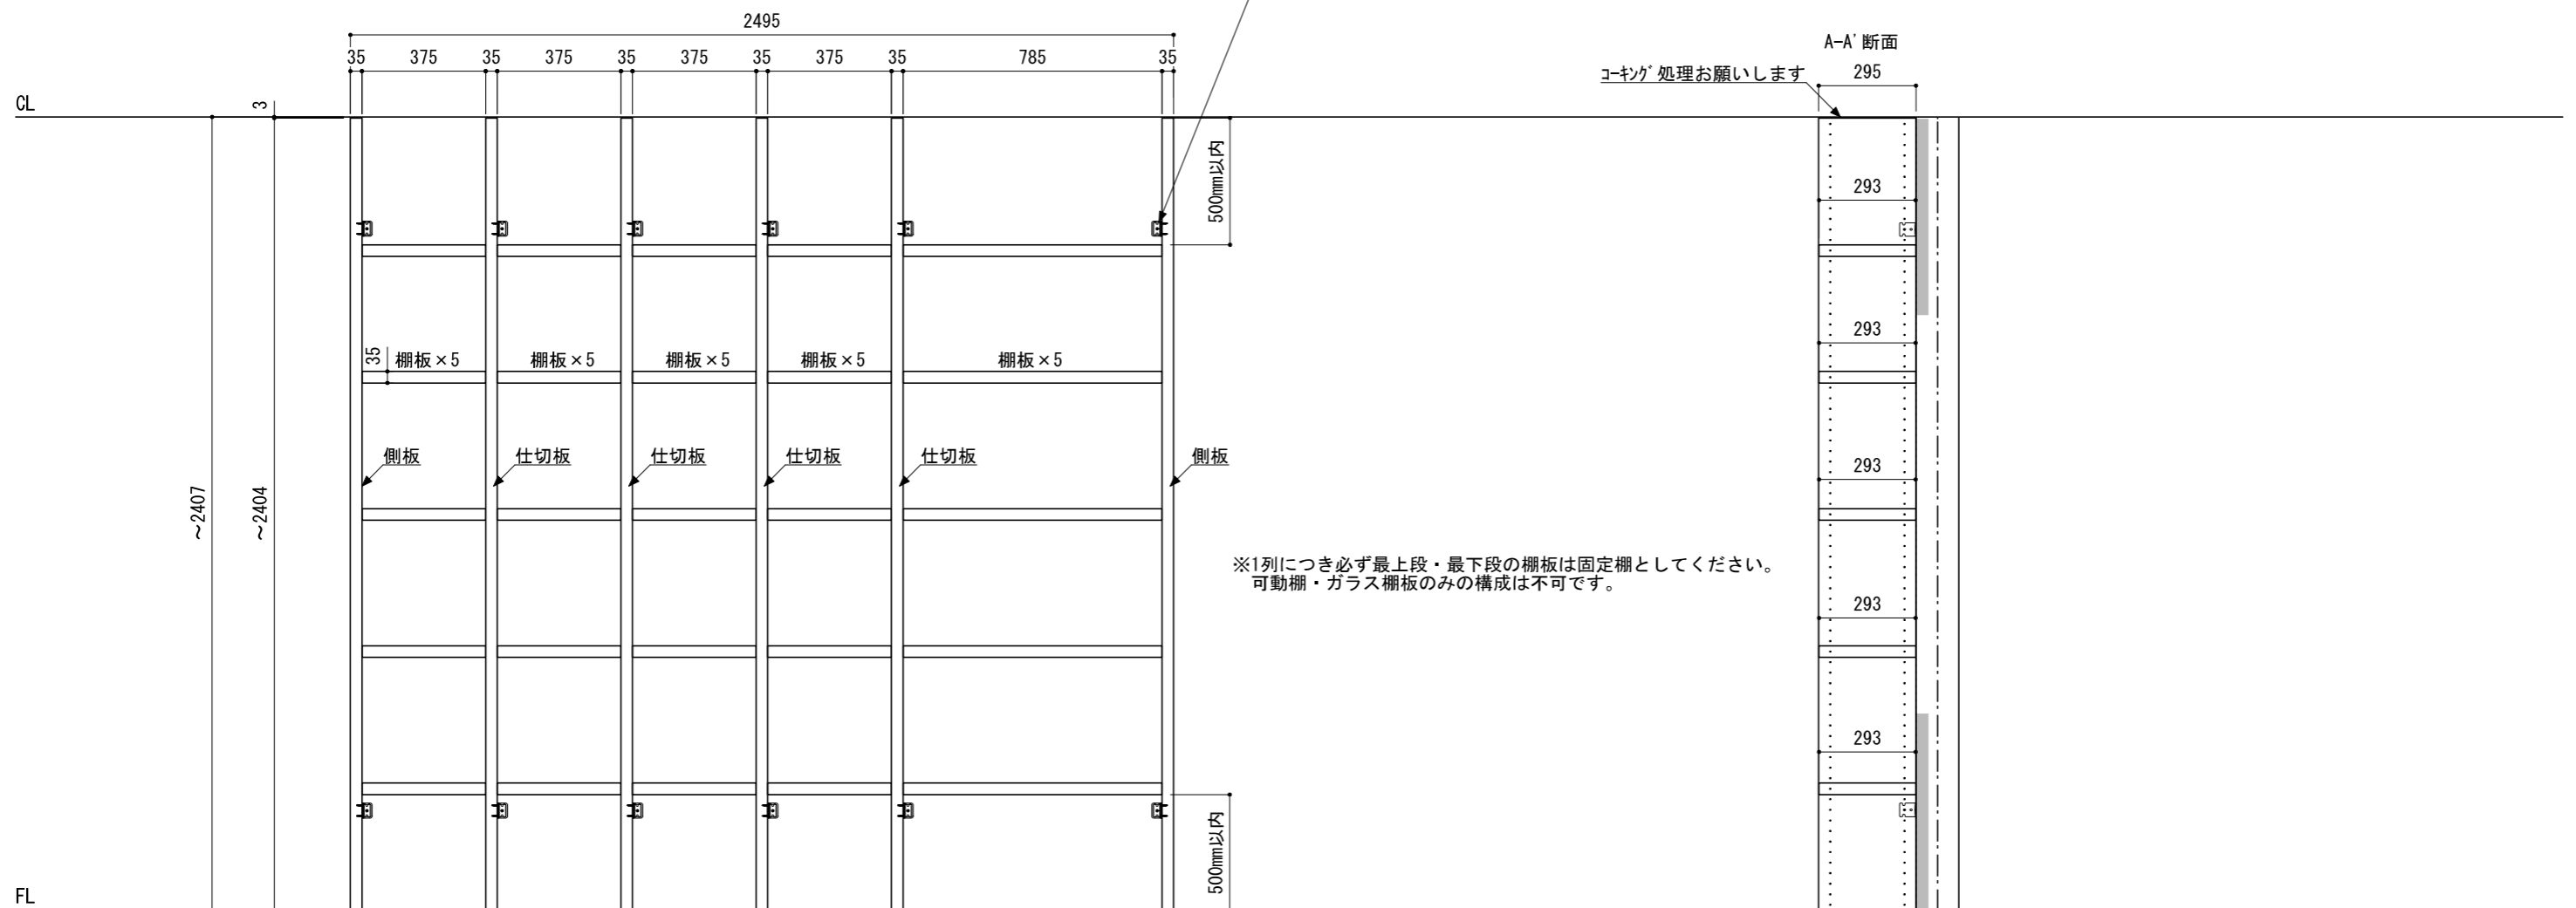 2495
35 375 35 375 35 375 35 375 35 785 35
A-A' 断面
コーキング処理お願いします
295
CL
3
500mm以内
293
293
35
棚板×5 棚板×5 棚板×5 棚板×5 棚板×5
側板 仕切板 仕切板 仕切板 仕切板 側板
293
～2407
～2404
※1列につき必ず最上段・最下段の棚板は固定棚としてください。
可動棚・ガラス棚板のみの構成は不可です。
293
293
500mm以内
FL